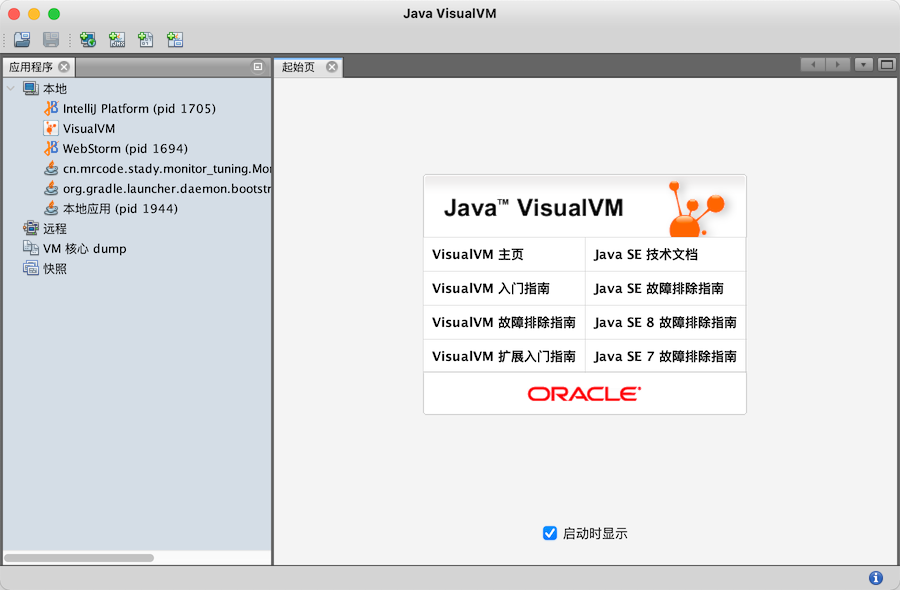 Java VisualVM
应用程序
本地
IntelliJ Platform (pid 1705)
VisualVM
WebStorm (pid 1694)
cn.mrcode.stady.monitor_tuning.Mo
org.gradle.launcher.daemon.bootstr
本地应用 (pid 1944)
远程
VM 核心 dump
快照
起始页
Java™ VisualVM
VisualVM 主页
Java SE 技术文档
VisualVM 入门指南
Java SE 故障排除指南
VisualVM 故障排除指南
Java SE 8 故障排除指南
VisualVM 扩展入门指南
Java SE 7 故障排除指南
ORACLE
启动时显示